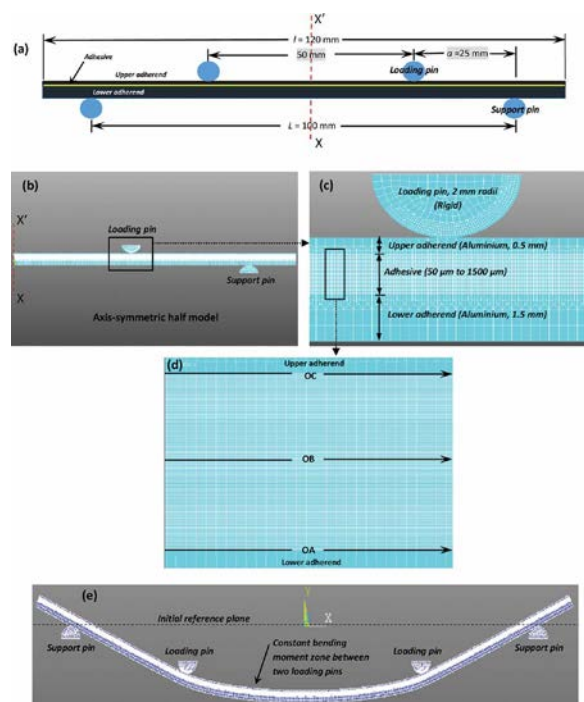 (a)
X'
l = 120 mm
Adhesive
50 mm
a =25 mm
Upper adherend
Loading pin
Lower adherend
Support pin
L = 100 mm
X
(b)
X'
Loading pin
Support pin
X
Axis-symmetric half model
(c)
Loading pin, 2 mm radii
(Rigid)
Upper adherend (Aluminium, 0.5 mm)
Adhesive (50 µm to 1500 µm)
Lower adherend (Aluminium, 1.5 mm)
(d)
Upper adherend
OC
OB
OA
Lower adherend
(e)
Y
Initial reference plane
X
Support pin
Loading pin
Constant bending
moment zone between
two loading pins
Loading pin
Support pin